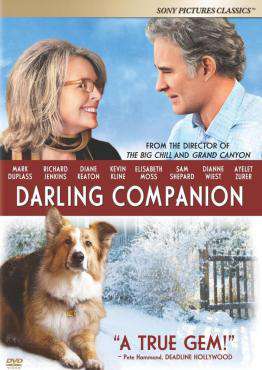 SONY PICTURES CLASSICS™
FROM THE DIRECTOR OF
THE BIG CHILL AND GRAND CANYON
MARK DUPLASS RICHARD JENKINS DIANE KEATON KEVIN KLINE ELISABETH MOSS SAM SHEPARD DIANNE WIEST AYELET ZURER
DARLING COMPANION
"A TRUE GEM!"
- Pete Hammond, DEADLINE HOLLYWOOD
DVD